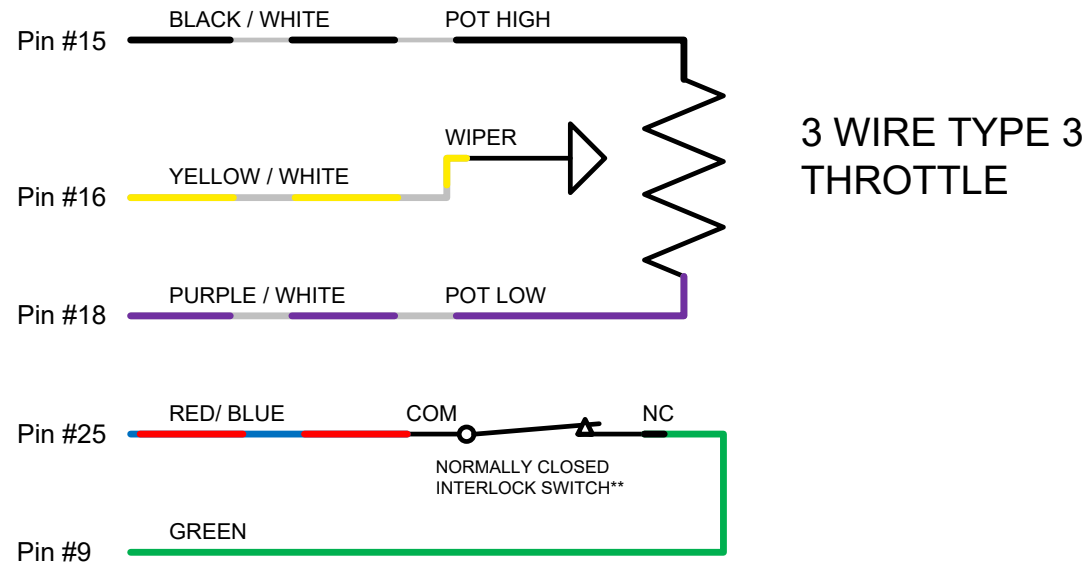 BLACK / WHITE
POT HIGH
Pin #15
3 WIRE TYPE 3
THROTTLE
WIPER
YELLOW / WHITE
Pin #16
PURPLE / WHITE
POT LOW
Pin #18
RED/ BLUE
COM
NC
Pin #25
NORMALLY CLOSED
INTERLOCK SWITCH**
GREEN
Pin #9